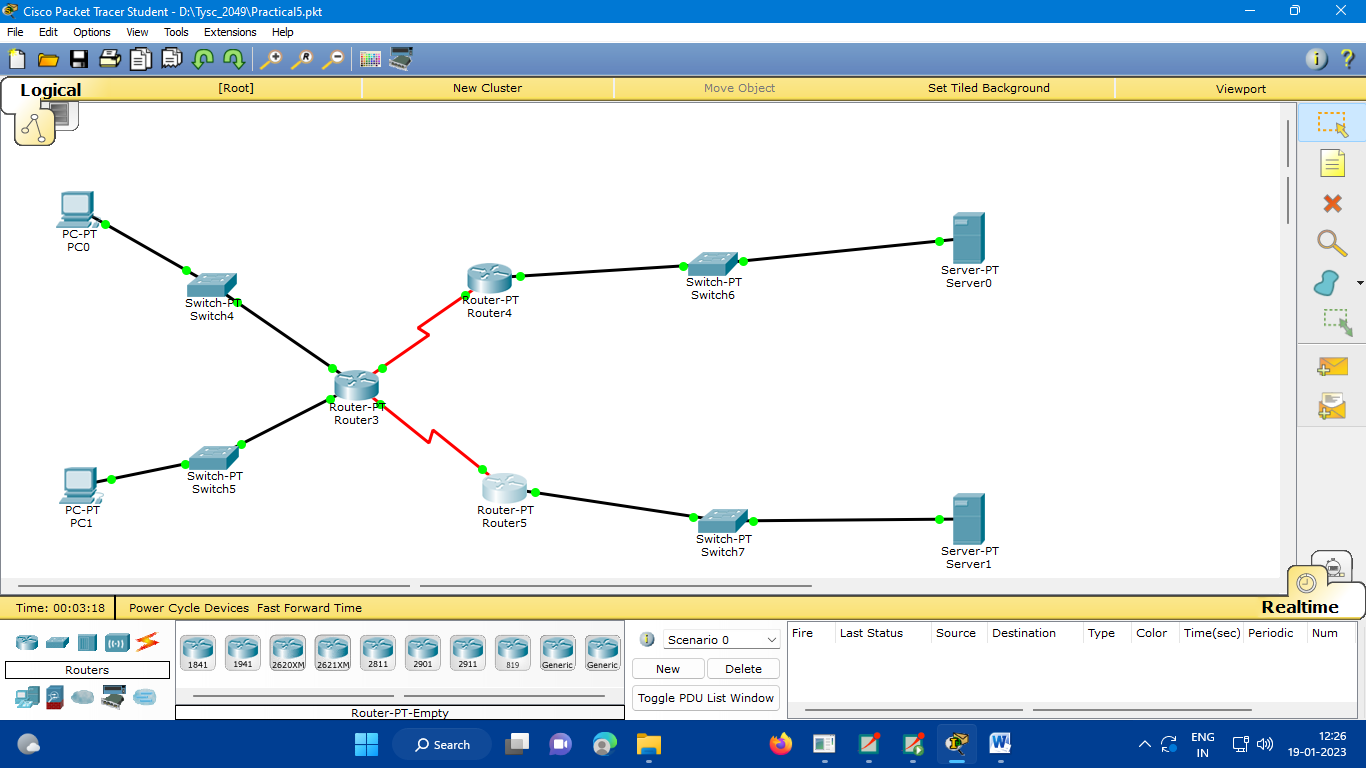 Cisco Packet Tracer Student - D:\Tysc_2049\Practical5.pkt
File Edit Options View Tools Extensions Help
Logical [Root] New Cluster Move Object Set Tiled Background Viewport
PC-PT
PC0
Switch-PT
Switch4
Router-PT
Router4
Switch-PT
Switch6
Server-PT
Server0
Router-PT
Router3
Switch-PT
Switch5
PC-PT
PC1
Router-PT
Router5
Switch-PT
Switch7
Server-PT
Server1
Time: 00:03:18 Power Cycle Devices Fast Forward Time Realtime
Routers
1841 1941 2620XM 2621XM 2811 2901 2911 819 Generic Generic
Router-PT-Empty
Scenario 0
New Delete
Toggle PDU List Window
Fire Last Status Source Destination Type Color Time(sec) Periodic Num
Search
ENG
IN
12:26
19-01-2023